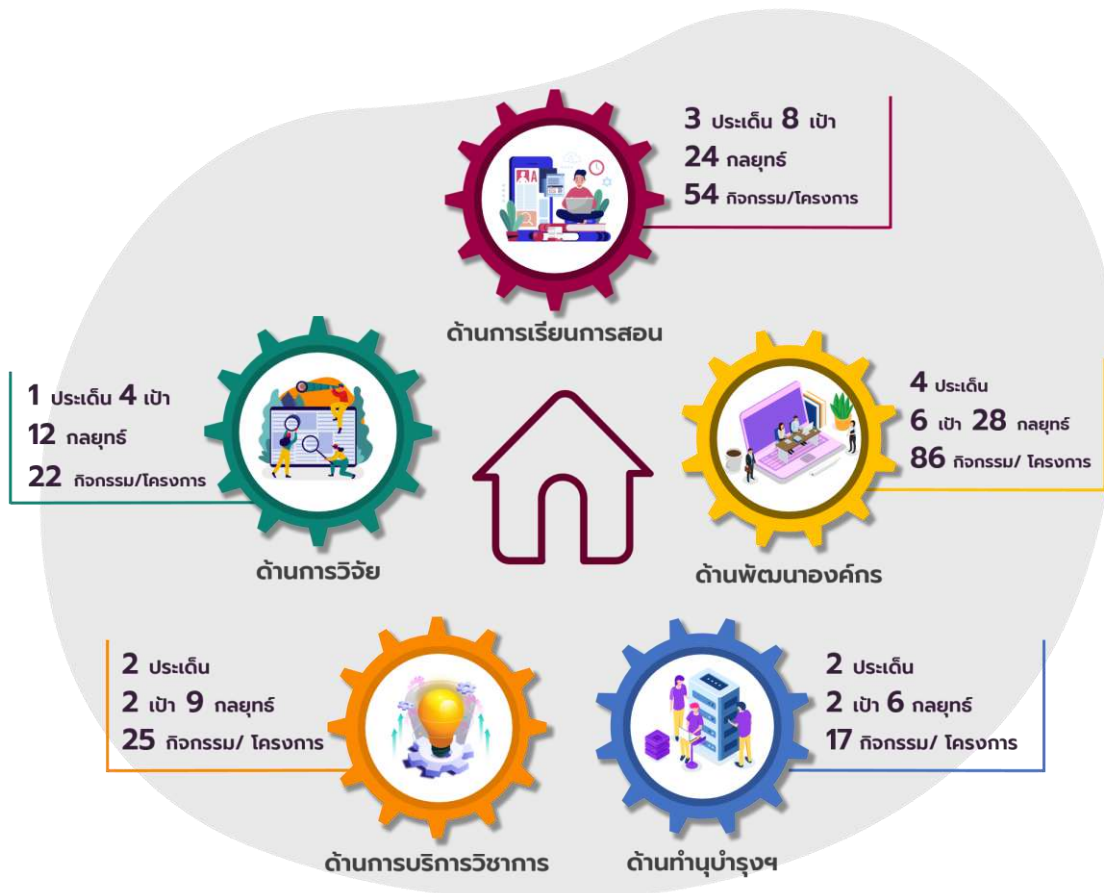 3 ประเด็น 8 เป้า
24 กลยุทธ์
54 กิจกรรม/โครงการ
ด้านการเรียนการสอน
1 ประเด็น 4 เป้า
12 กลยุทธ์
22 กิจกรรม/โครงการ
ด้านการวิจัย
4 ประเด็น
6 เป้า 28 กลยุทธ์
86 กิจกรรม/ โครงการ
ด้านพัฒนาองค์กร
2 ประเด็น
2 เป้า 9 กลยุทธ์
25 กิจกรรม/ โครงการ
ด้านการบริการวิชาการ
2 ประเด็น
2 เป้า 6 กลยุทธ์
17 กิจกรรม/ โครงการ
ด้านทำนุบำรุงฯ